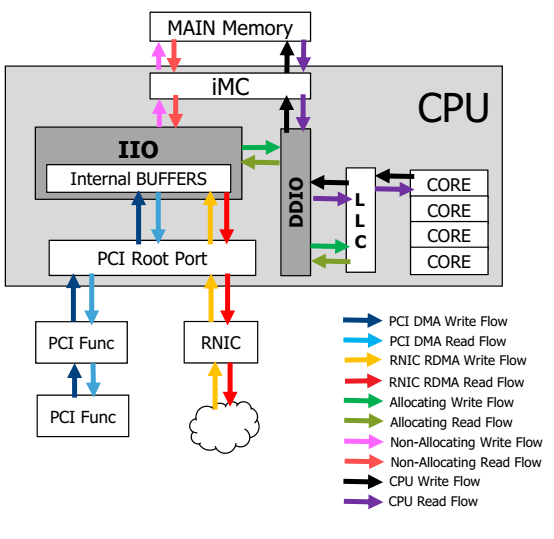 MAIN Memory
iMC
CPU
IIO
Internal BUFFERS
DDIO
LLC
CORE
CORE
CORE
CORE
PCI Root Port
PCI Func
RNIC
PCI Func
PCI DMA Write Flow
PCI DMA Read Flow
RNIC RDMA Write Flow
RNIC RDMA Read Flow
Allocating Write Flow
Allocating Read Flow
Non-Allocating Write Flow
Non-Allocating Read Flow
CPU Write Flow
CPU Read Flow